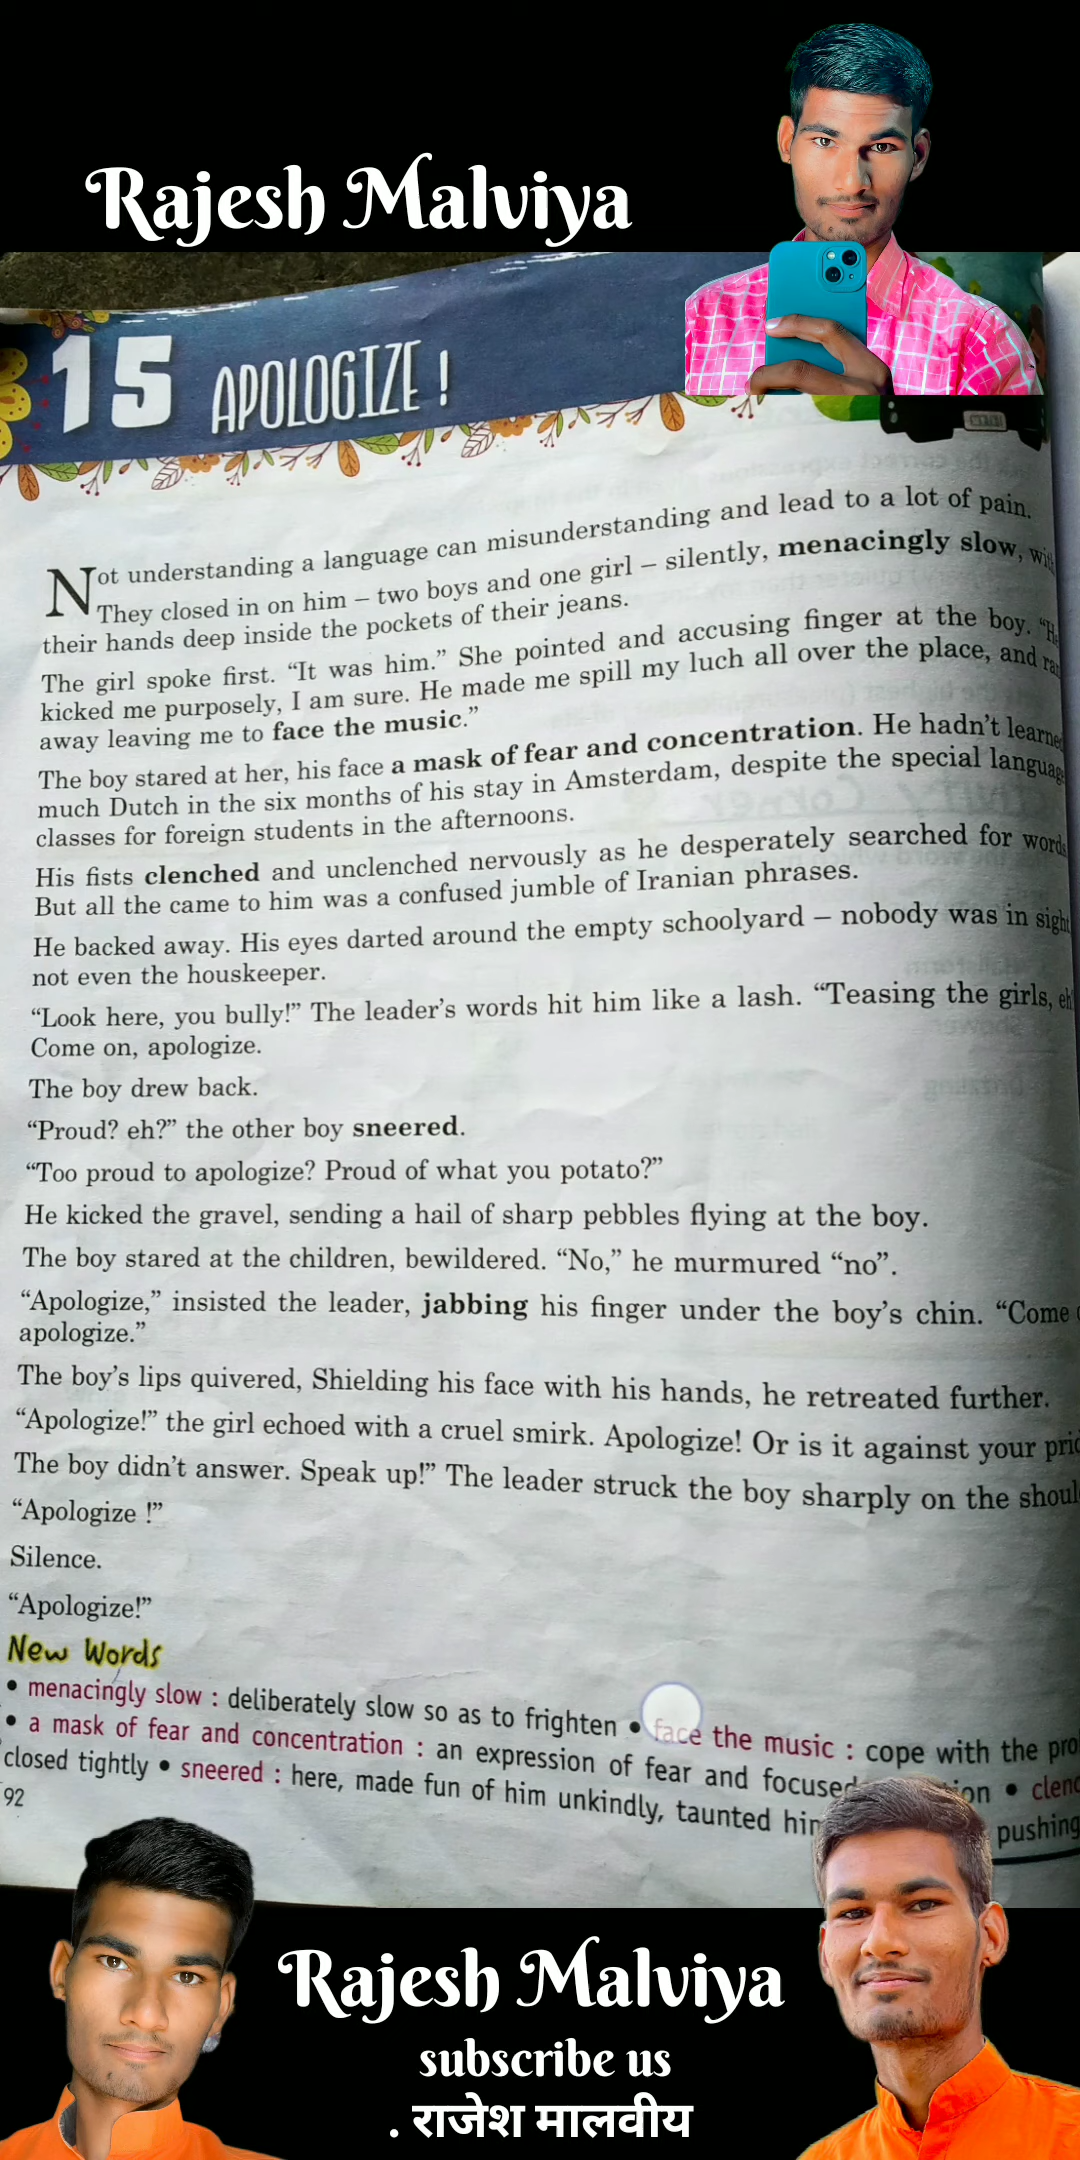 Rajesh Malviya
15 APOLOGIZE!
Not understanding a language can misunderstanding and lead to a lot of pain.
They closed in on him – two boys and one girl – silently, menacingly slow,
their hands deep inside the pockets of their jeans.
The girl spoke first. “It was him.” She pointed and accusing finger at the boy.
kicked me purposely, I am sure. He made me spill my luch all over the place, and
away leaving me to face the music.”
The boy stared at her, his face a mask of fear and concentration. He hadn’t
much Dutch in the six months of his stay in Amsterdam, despite the special
classes for foreign students in the afternoons.
His fists clenched and unclenched nervously as he desperately searched for
But all the came to him was a confused jumble of Iranian phrases.
He backed away. His eyes darted around the empty schoolyard – nobody was in
not even the houskeeper.
“Look here, you bully!” The leader’s words hit him like a lash. “Teasing the girls,
Come on, apologize.
The boy drew back.
“Proud? eh?” the other boy sneered.
“Too proud to apologize? Proud of what you potato?”
He kicked the gravel, sending a hail of sharp pebbles flying at the boy.
The boy stared at the children, bewildered. “No,” he murmured “no”.
“Apologize,” insisted the leader, jabbing his finger under the boy’s chin. “Come
apologize.”
The boy’s lips quivered, Shielding his face with his hands, he retreated further.
“Apologize!” the girl echoed with a cruel smirk. Apologize! Or is it against your
The boy didn’t answer. Speak up!” The leader struck the boy sharply on the
“Apologize !”
Silence.
“Apologize!”
New Words
• menacingly slow : deliberately slow so as to frighten • face the music : cope with the
• a mask of fear and concentration : an expression of fear and focused •
closed tightly • sneered : here, made fun of him unkindly, taunted pushing
92
Rajesh Malviya
subscribe us
. राजेश मालवीय